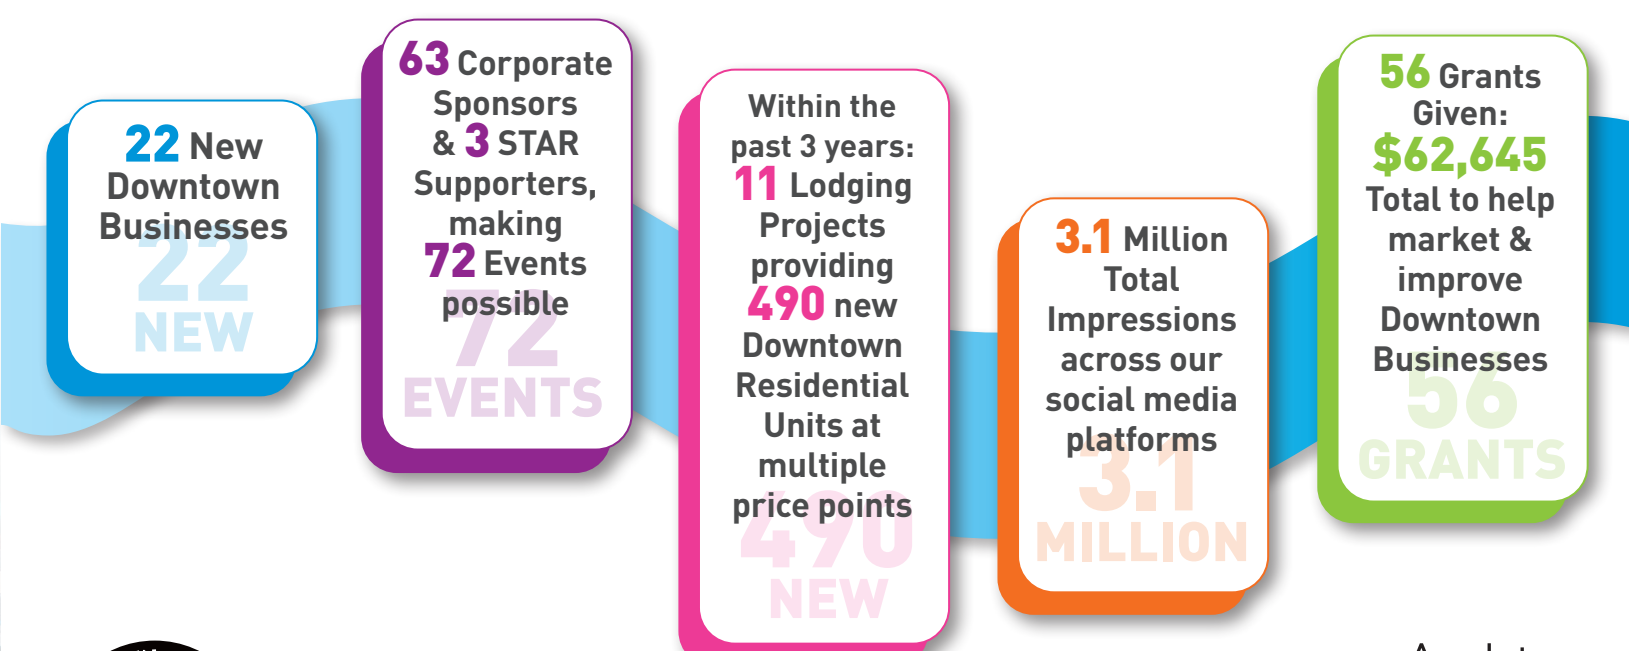 22 New
Downtown
Businesses
22
NEW
63 Corporate
Sponsors
& 3 STAR
Supporters,
making
72 Events
possible
72
EVENTS
Within the
past 3 years:
11 Lodging
Projects
providing
490 new
Downtown
Residential
Units at
multiple
price points
490
NEW
3.1 Million
Total
Impressions
across our
social media
platforms
3.1
MILLION
56 Grants
Given:
$62,645
Total to help
market &
improve
Downtown
Businesses
56
GRANTS